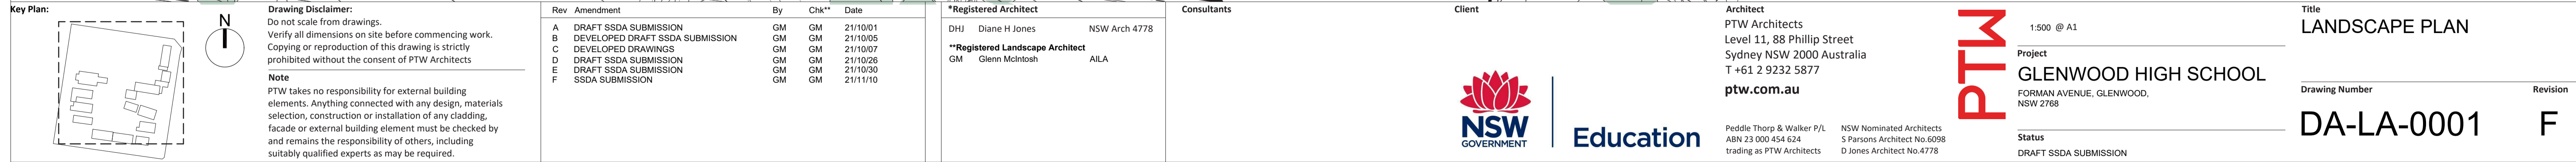 Key Plan:
N
Drawing Disclaimer:
Do not scale from drawings.
Verify all dimensions on site before commencing work.
Copying or reproduction of this drawing is strictly
prohibited without the consent of PTW Architects
Note
PTW takes no responsibility for external building
elements. Anything connected with any design, materials
selection, construction or installation of any cladding,
facade or external building element must be checked by
and remains the responsibility of others, including
suitably qualified experts as may be required.
Rev Amendment By Chk** Date
A DRAFT SSDA SUBMISSION GM GM 21/10/01
B DEVELOPED DRAFT SSDA SUBMISSION GM GM 21/10/05
C DEVELOPED DRAWINGS GM GM 21/10/07
D DRAFT SSDA SUBMISSION GM GM 21/10/26
E DRAFT SSDA SUBMISSION GM GM 21/10/30
F SSDA SUBMISSION GM GM 21/11/10
*Registered Architect
DHJ Diane H Jones NSW Arch 4778
**Registered Landscape Architect
GM Glenn McIntosh AILA
Consultants
Client
NSW
GOVERNMENT
Education
Architect
PTW Architects
Level 11, 88 Phillip Street
Sydney NSW 2000 Australia
T +61 2 9232 5877
ptw.com.au
Peddle Thorp & Walker P/L
ABN 23 000 454 624
trading as PTW Architects
NSW Nominated Architects
S Parsons Architect No.6098
D Jones Architect No.4778
PTW
1:500 @ A1
Project
GLENWOOD HIGH SCHOOL
FORMAN AVENUE, GLENWOOD,
NSW 2768
Status
DRAFT SSDA SUBMISSION
Title
LANDSCAPE PLAN
Drawing Number Revision
DA-LA-0001 F